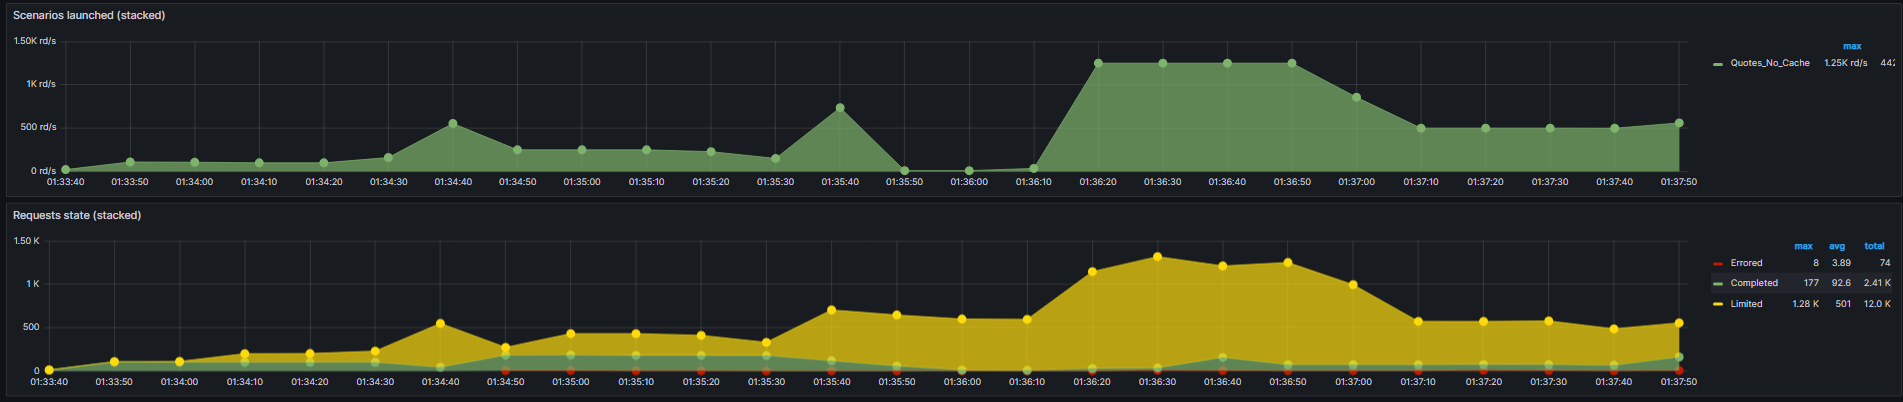 Scenarios launched (stacked)
1.50K rd/s
1K rd/s
500 rd/s
0 rd/s
01:33:40 01:33:50 01:34:00 01:34:10 01:34:20 01:34:30 01:34:40 01:34:50 01:35:00 01:35:10 01:35:20 01:35:30 01:35:40 01:35:50 01:36:00 01:36:10 01:36:20 01:36:30 01:36:40 01:36:50 01:37:00 01:37:10 01:37:20 01:37:30 01:37:40 01:37:50
max
Quotes_No_Cache 1.25K rd/s 442
Requests state (stacked)
1.50 K
1 K
500
0
01:33:40 01:33:50 01:34:00 01:34:10 01:34:20 01:34:30 01:34:40 01:34:50 01:35:00 01:35:10 01:35:20 01:35:30 01:35:40 01:35:50 01:36:00 01:36:10 01:36:20 01:36:30 01:36:40 01:36:50 01:37:00 01:37:10 01:37:20 01:37:30 01:37:40 01:37:50
max avg total
Errored 8 3.89 74
Completed 177 92.6 2.41 K
Limited 1.28 K 501 12.0 K